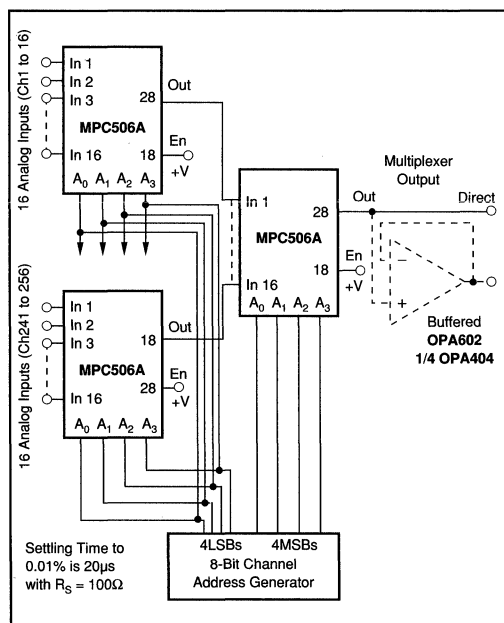 16 Analog Inputs (Ch1 to 16)
In 1
In 2
In 3
In 16
Out
28
MPC506A
En
18
+V
A0 A1 A2 A3
16 Analog Inputs (Ch241 to 256)
In 1
In 2
In 3
In 16
Out
18
MPC506A
En
28
+V
A0 A1 A2 A3
In 1
In 16
MPC506A
Out
28
18
En
+V
A0 A1 A2 A3
Multiplexer
Output
Direct
−
+
Buffered
OPA602
1/4 OPA404
Settling Time to
0.01% is 20µs
with RS = 100Ω
4LSBs 4MSBs
8-Bit Channel
Address Generator